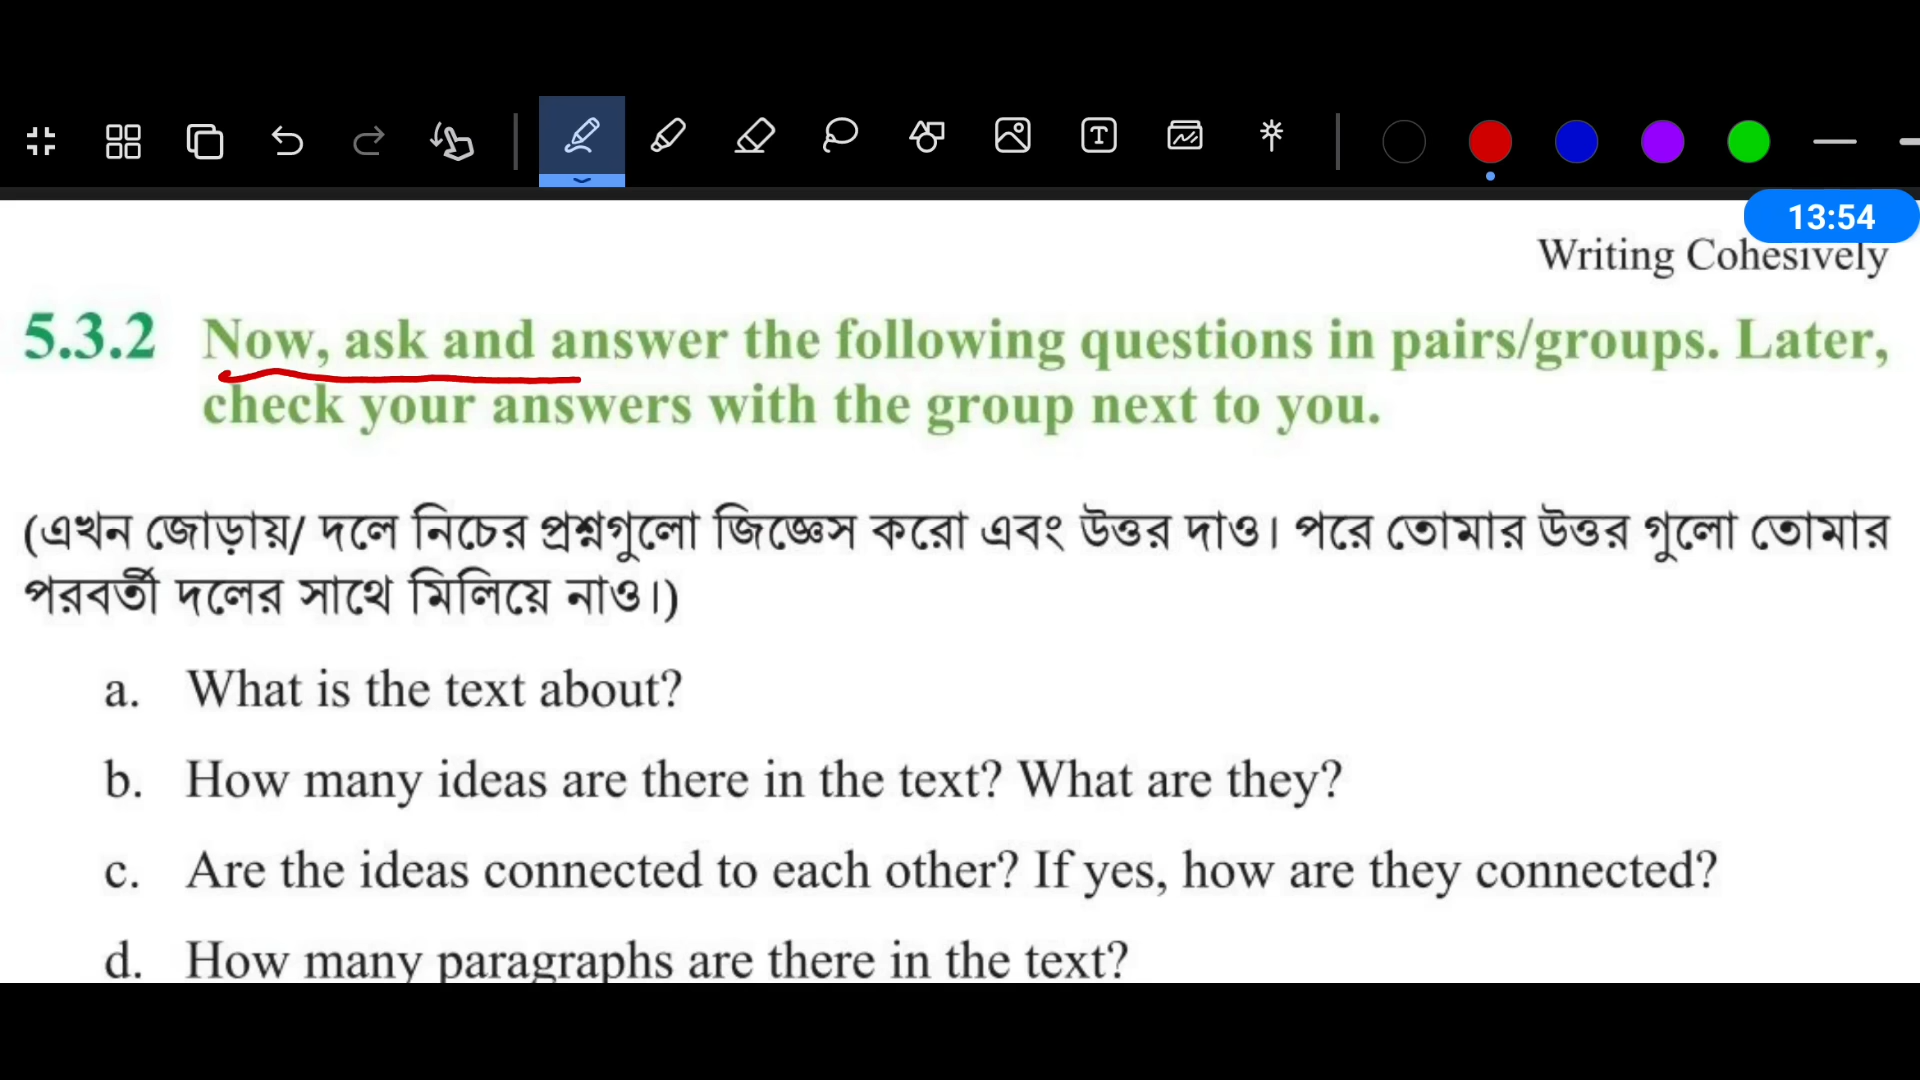 13:54
Writing Cohesively
5.3.2 Now, ask and answer the following questions in pairs/groups. Later,
check your answers with the group next to you.
(এখন জোড়ায়/ দলে নিচের প্রশ্নগুলো জিজ্ঞেস করো এবং উত্তর দাও। পরে তোমার উত্তর গুলো তোমার
পরবর্তী দলের সাথে মিলিয়ে নাও।)
a. What is the text about?
b. How many ideas are there in the text? What are they?
c. Are the ideas connected to each other? If yes, how are they connected?
d. How many paragraphs are there in the text?